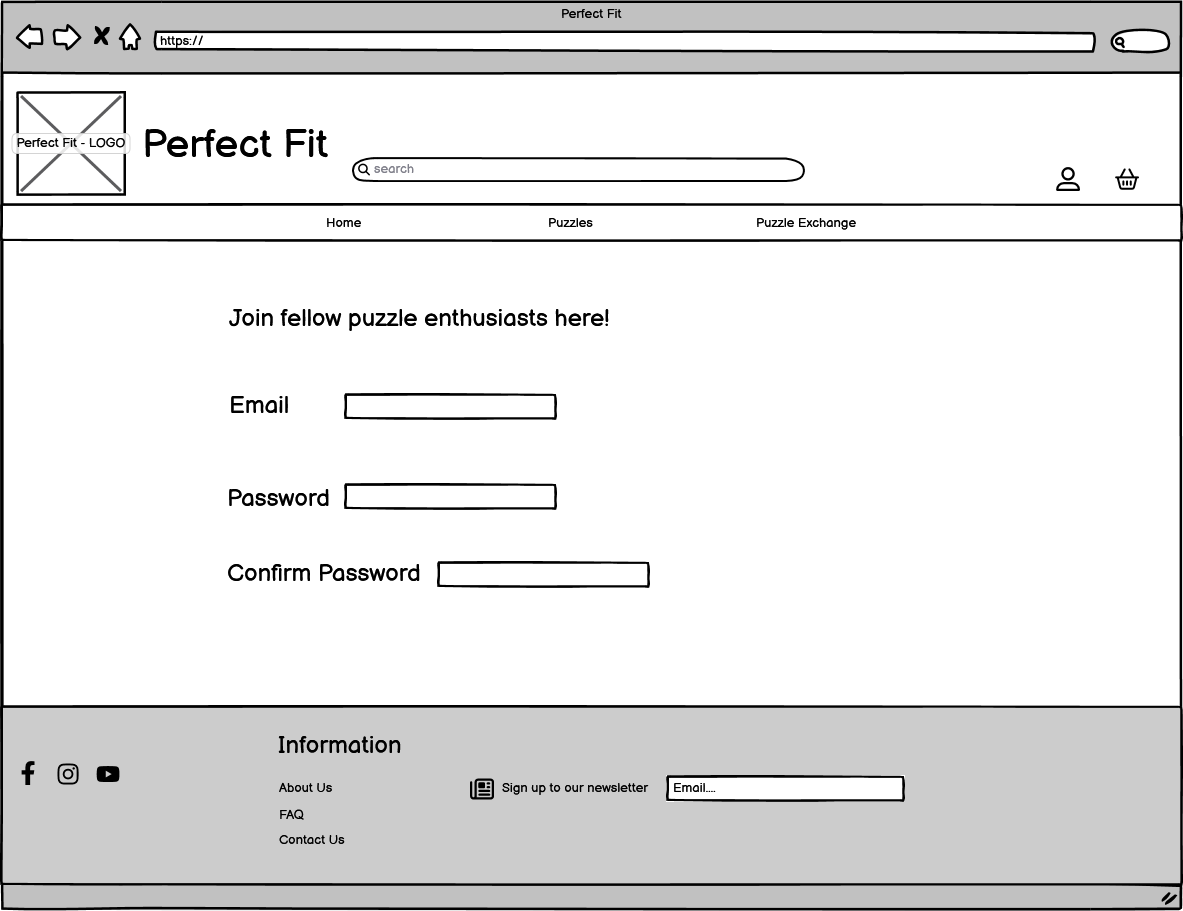 Perfect Fit
https://
Perfect Fit - LOGO
Perfect Fit
search
Home Puzzles Puzzle Exchange
Join fellow puzzle enthusiasts here!
Email
Password
Confirm Password
Information
About Us
Sign up to our newsletter Email....
FAQ
Contact Us